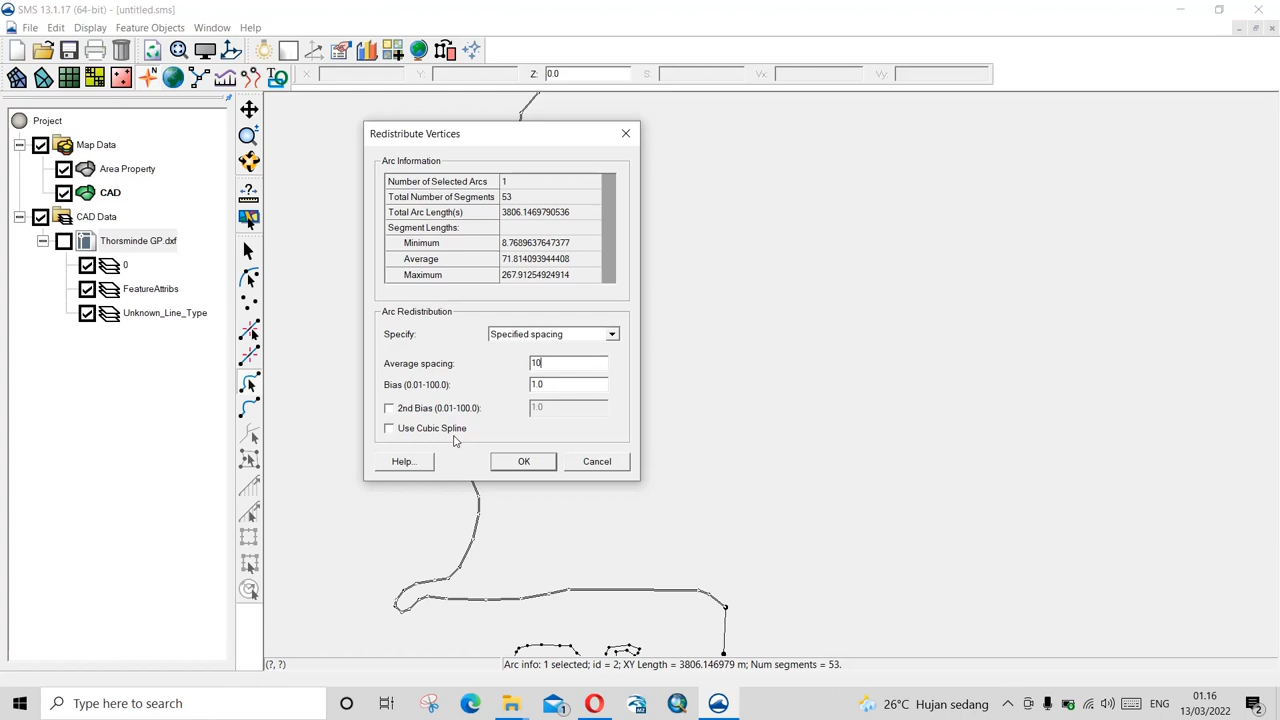 SMS 13.1.17 (64-bit) - [untitled.sms]
File Edit Display Feature Objects Window Help
X: Y: Z: 0.0 S: Vx: Vy:
Project
Map Data
Area Property
CAD
CAD Data
Thorsminde GP.dxf
0
FeatureAttribs
Unknown_Line_Type
Redistribute Vertices
Arc Information
Number of Selected Arcs 1
Total Number of Segments 53
Total Arc Length(s) 3806.1469790536
Segment Lengths:
Minimum 8.7689637647377
Average 71.814093944408
Maximum 267.91254924914
Arc Redistribution
Specify: Specified spacing
Average spacing: 10
Bias (0.01-100.0): 1.0
2nd Bias (0.01-100.0): 1.0
Use Cubic Spline
Help... OK Cancel
(?, ?) Arc info: 1 selected; id = 2; XY Length = 3806.146979 m; Num segments = 53.
Type here to search
26°C Hujan sedang ENG
01.16
13/03/2022
2